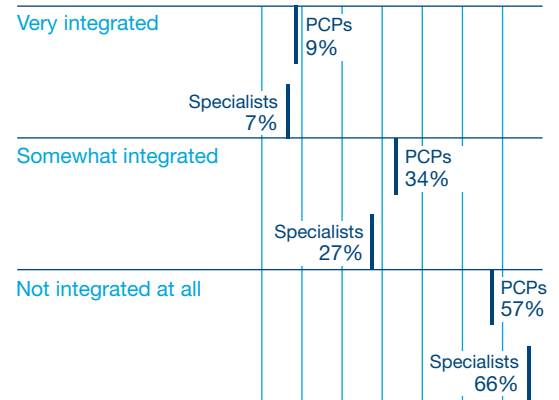 Very integrated
PCPs
9%
Specialists
7%
Somewhat integrated
PCPs
34%
Specialists
27%
Not integrated at all
PCPs
57%
Specialists
66%